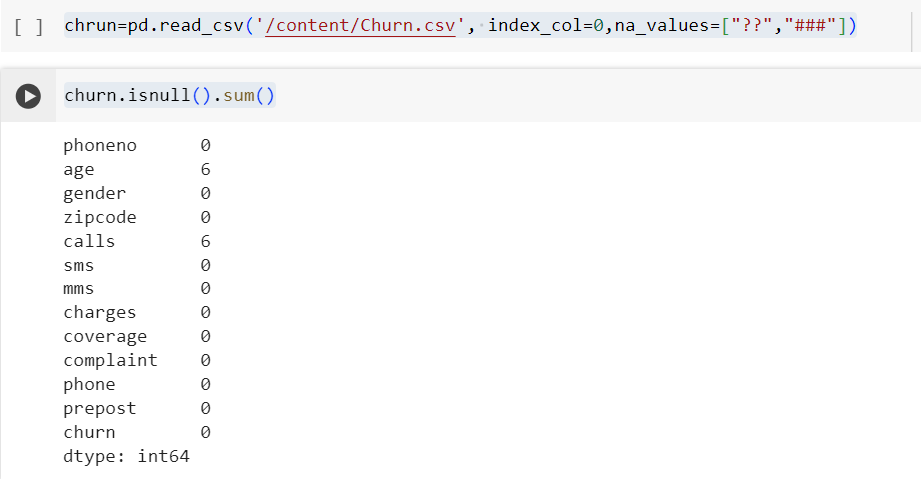 [ ] chrun=pd.read_csv('/content/Churn.csv', index_col=0,na_values=["??","###"])
churn.isnull().sum()
phoneno 0
age 6
gender 0
zipcode 0
calls 6
sms 0
mms 0
charges 0
coverage 0
complaint 0
phone 0
prepost 0
churn 0
dtype: int64